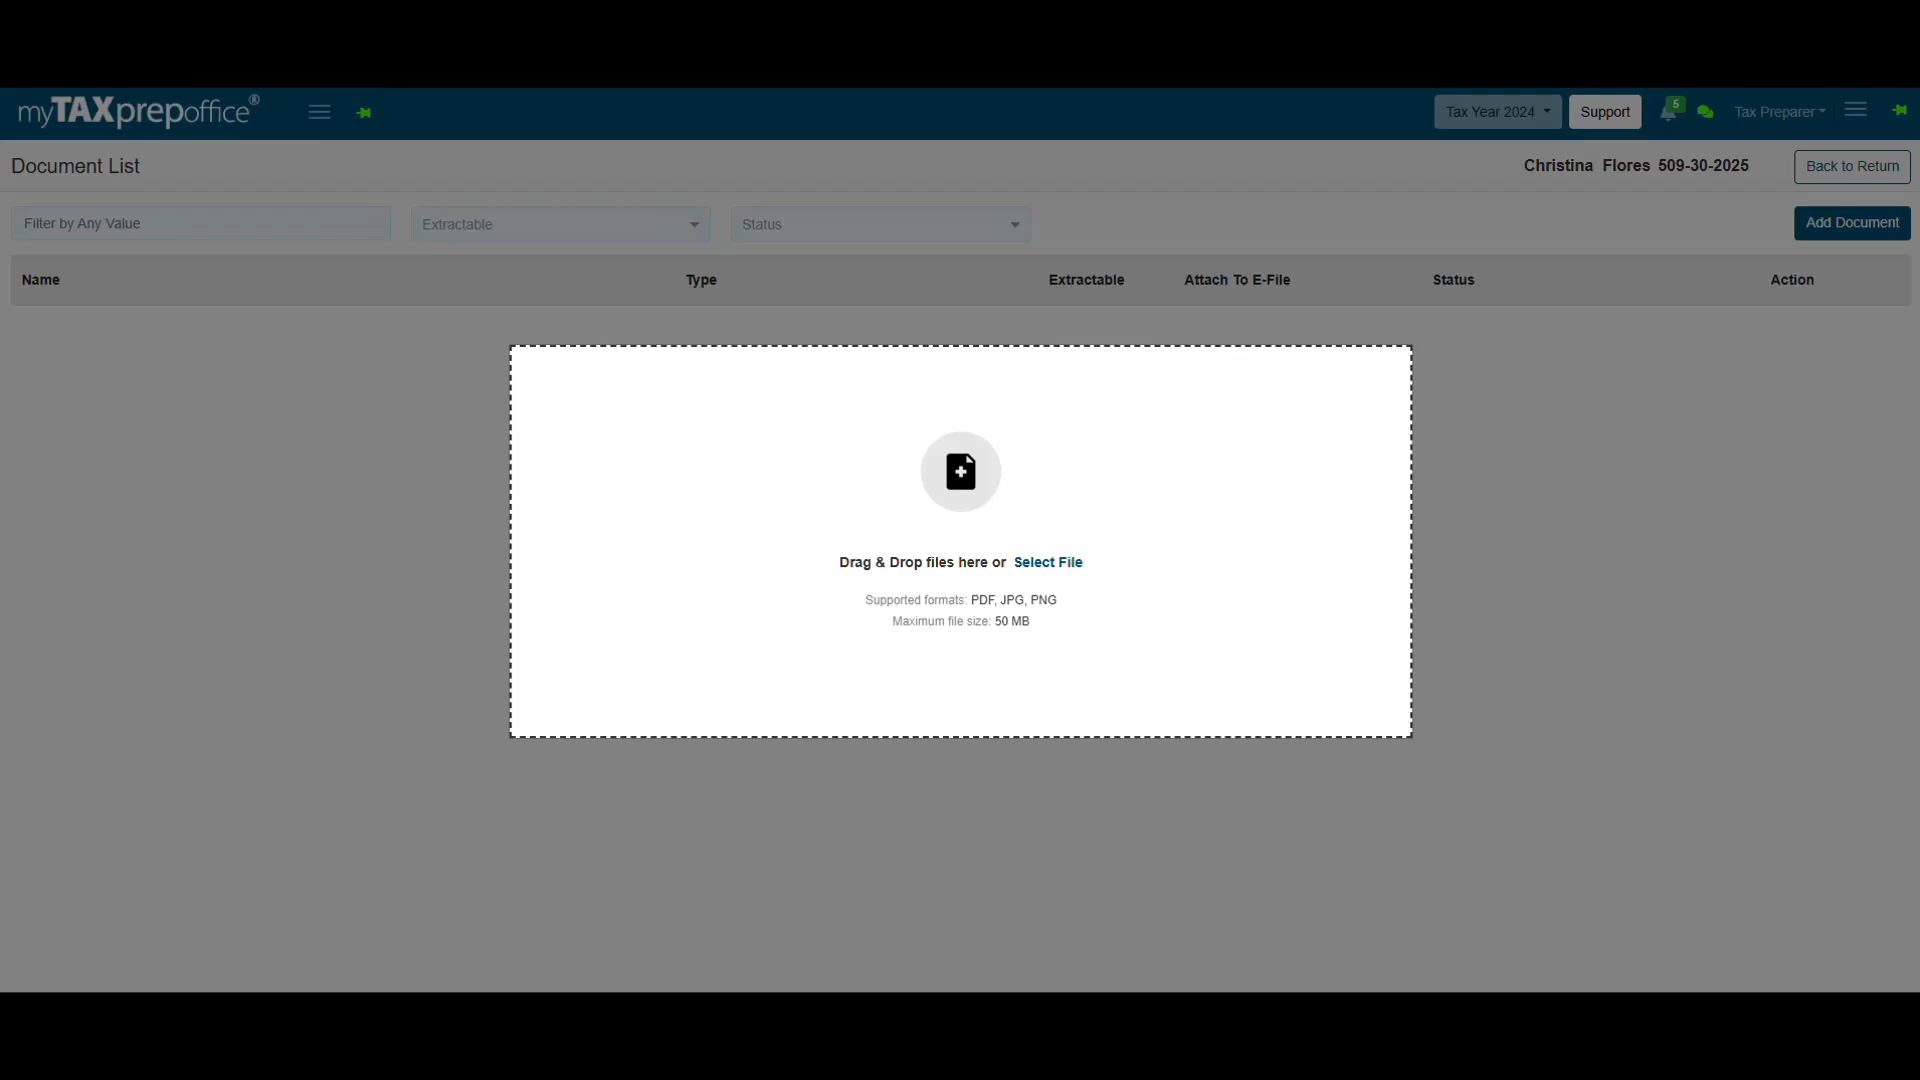 myTAXprepoffice®
Tax Year 2024
Support
5
Tax Preparer
Document List
Christina Flores 509-30-2025
Back to Return
Filter by Any Value
Extractable
Status
Add Document
Name
Type
Extractable
Attach To E-File
Status
Action
Drag & Drop files here or Select File
Supported formats: PDF, JPG, PNG
Maximum file size: 50 MB